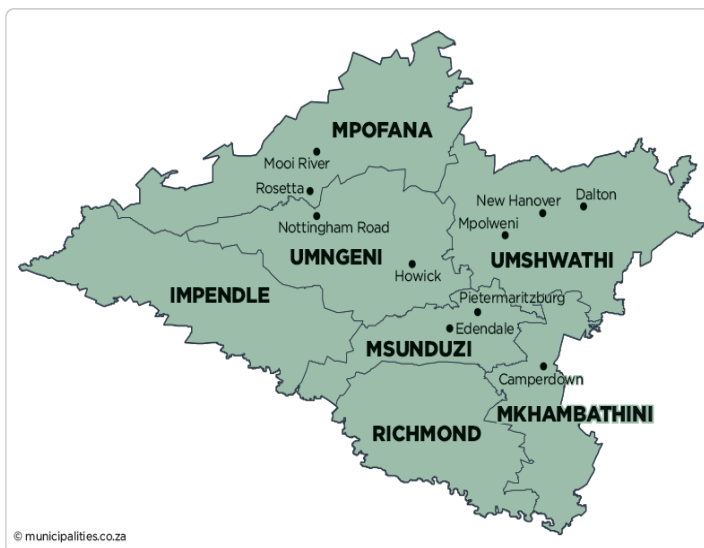 MPOFANA
Mooi River
Rosetta
New Hanover
Dalton
Nottingham Road
Mpolweni
UMNGENI
UMSHWATHI
Howick
IMPENDLE
Pietermaritzburg
Edendale
MSUNDUZI
Camperdown
MKHAMBATHINI
RICHMOND
© municipalities.co.za